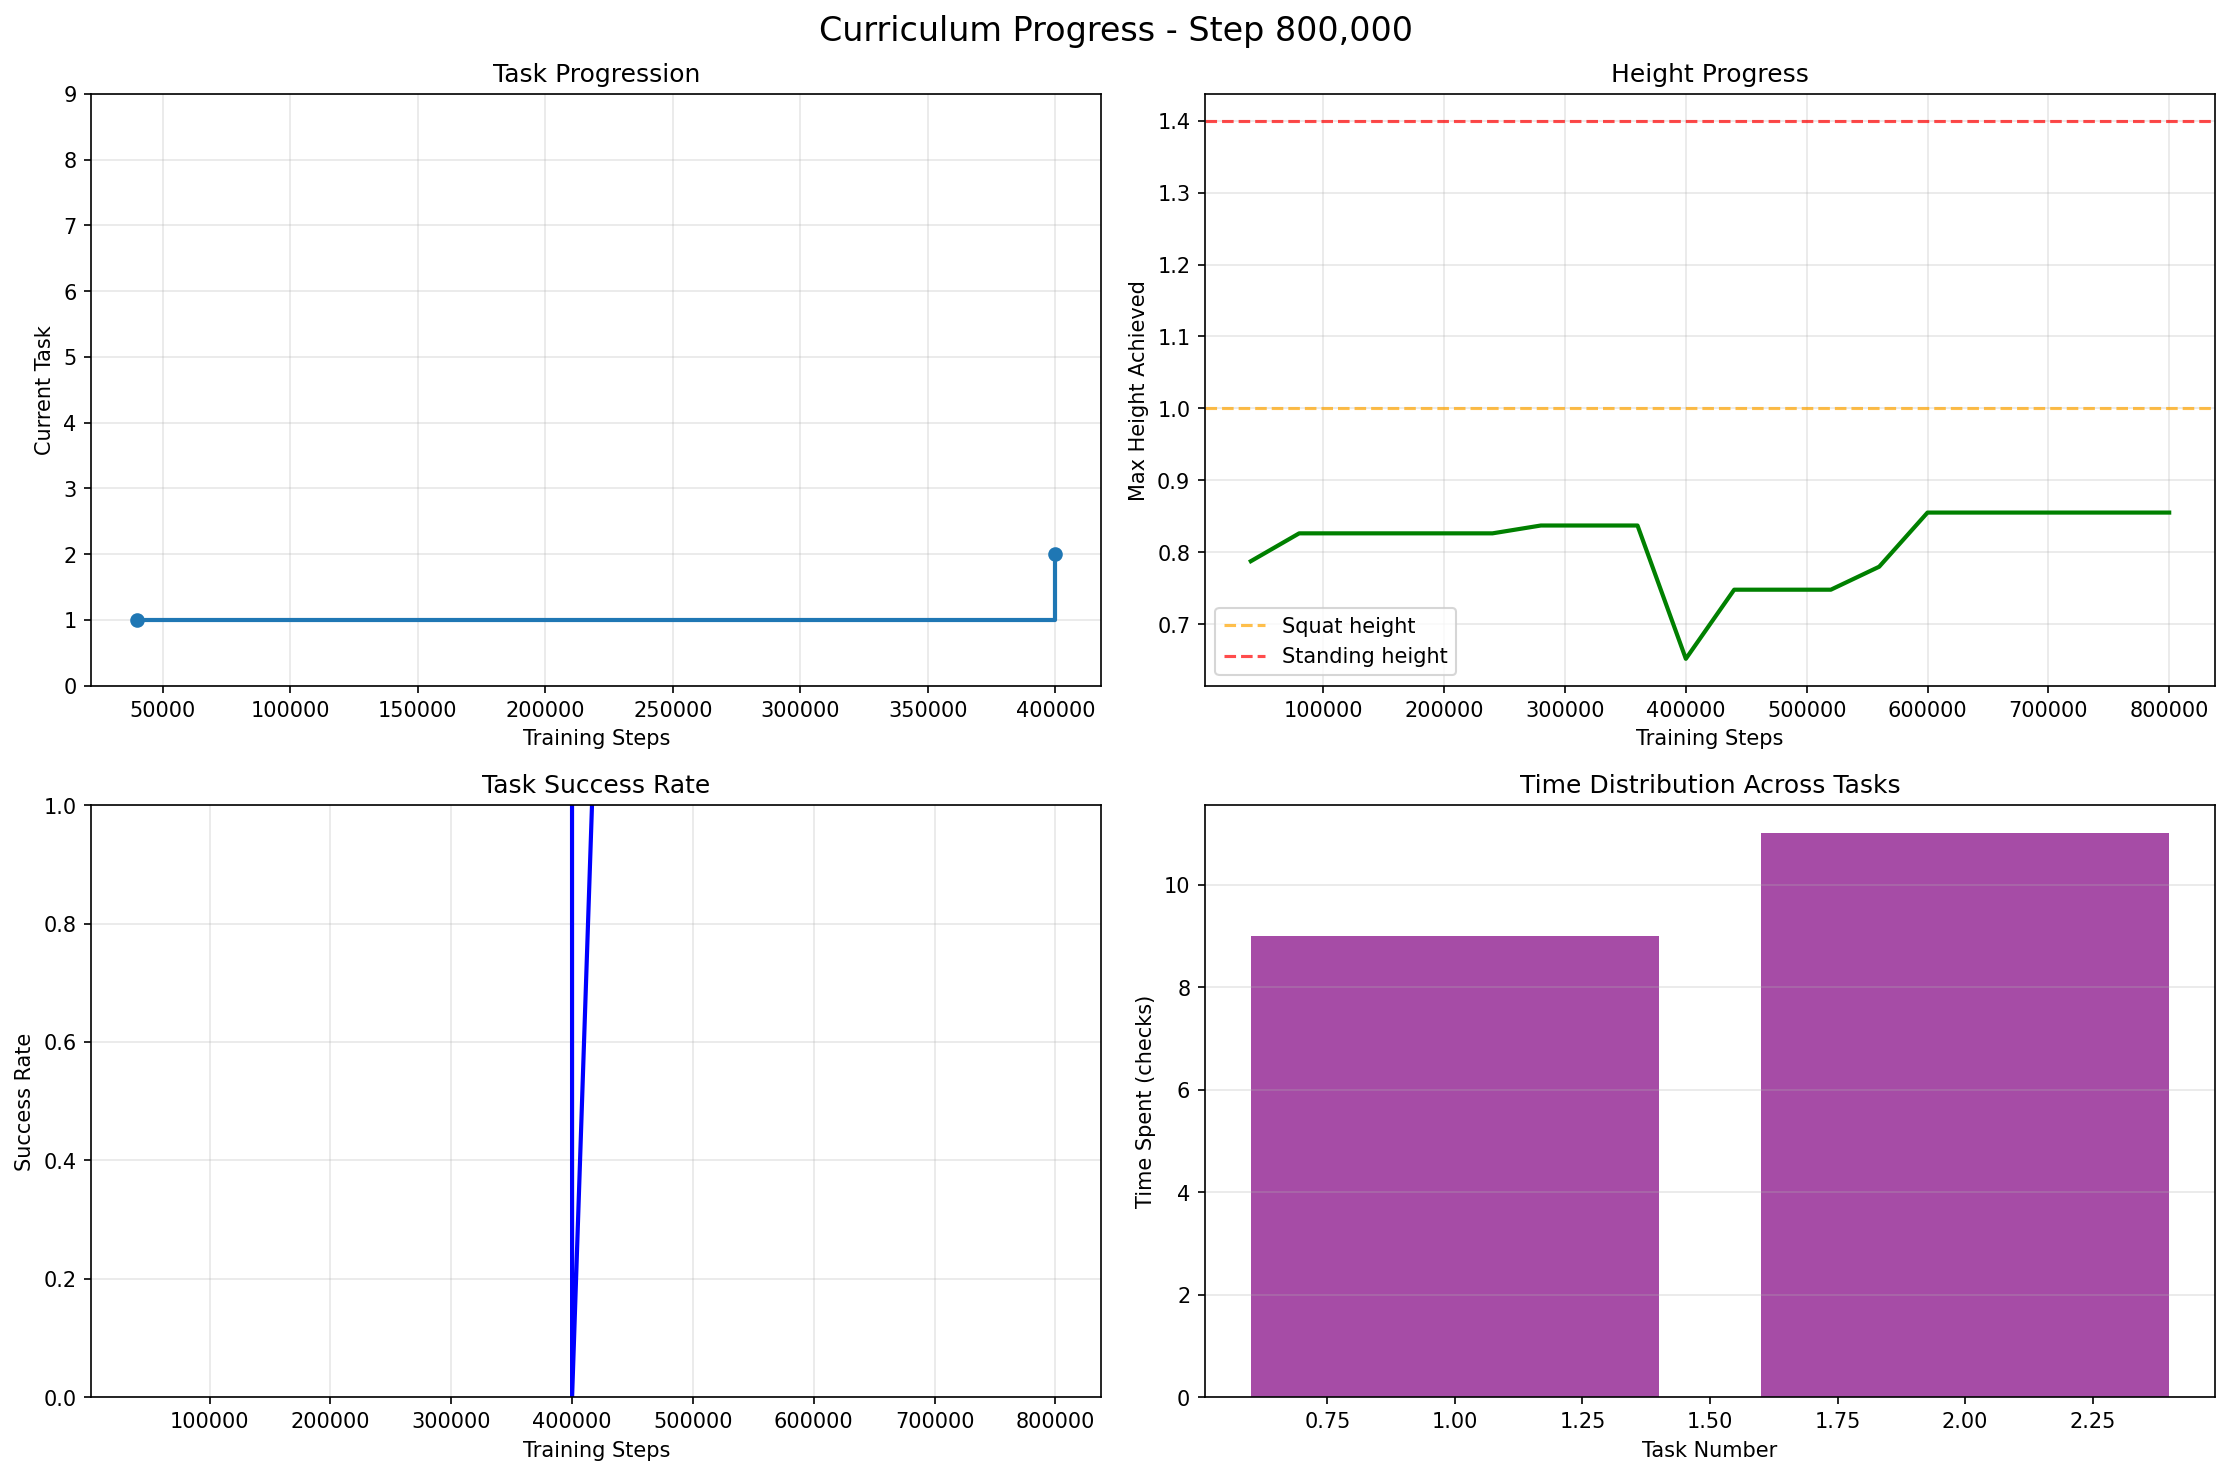 Curriculum Progress - Step 800,000
Task Progression
9
8
7
6
5
4
3
2
1
0
Current Task
50000 100000 150000 200000 250000 300000 350000 400000
Training Steps
Height Progress
1.4
1.3
1.2
1.1
1.0
0.9
0.8
0.7
Max Height Achieved
Squat height
Standing height
100000 200000 300000 400000 500000 600000 700000 800000
Training Steps
Task Success Rate
1.0
0.8
0.6
0.4
0.2
0.0
Success Rate
100000 200000 300000 400000 500000 600000 700000 800000
Training Steps
Time Distribution Across Tasks
10
8
6
4
2
0
Time Spent (checks)
0.75 1.00 1.25 1.50 1.75 2.00 2.25
Task Number